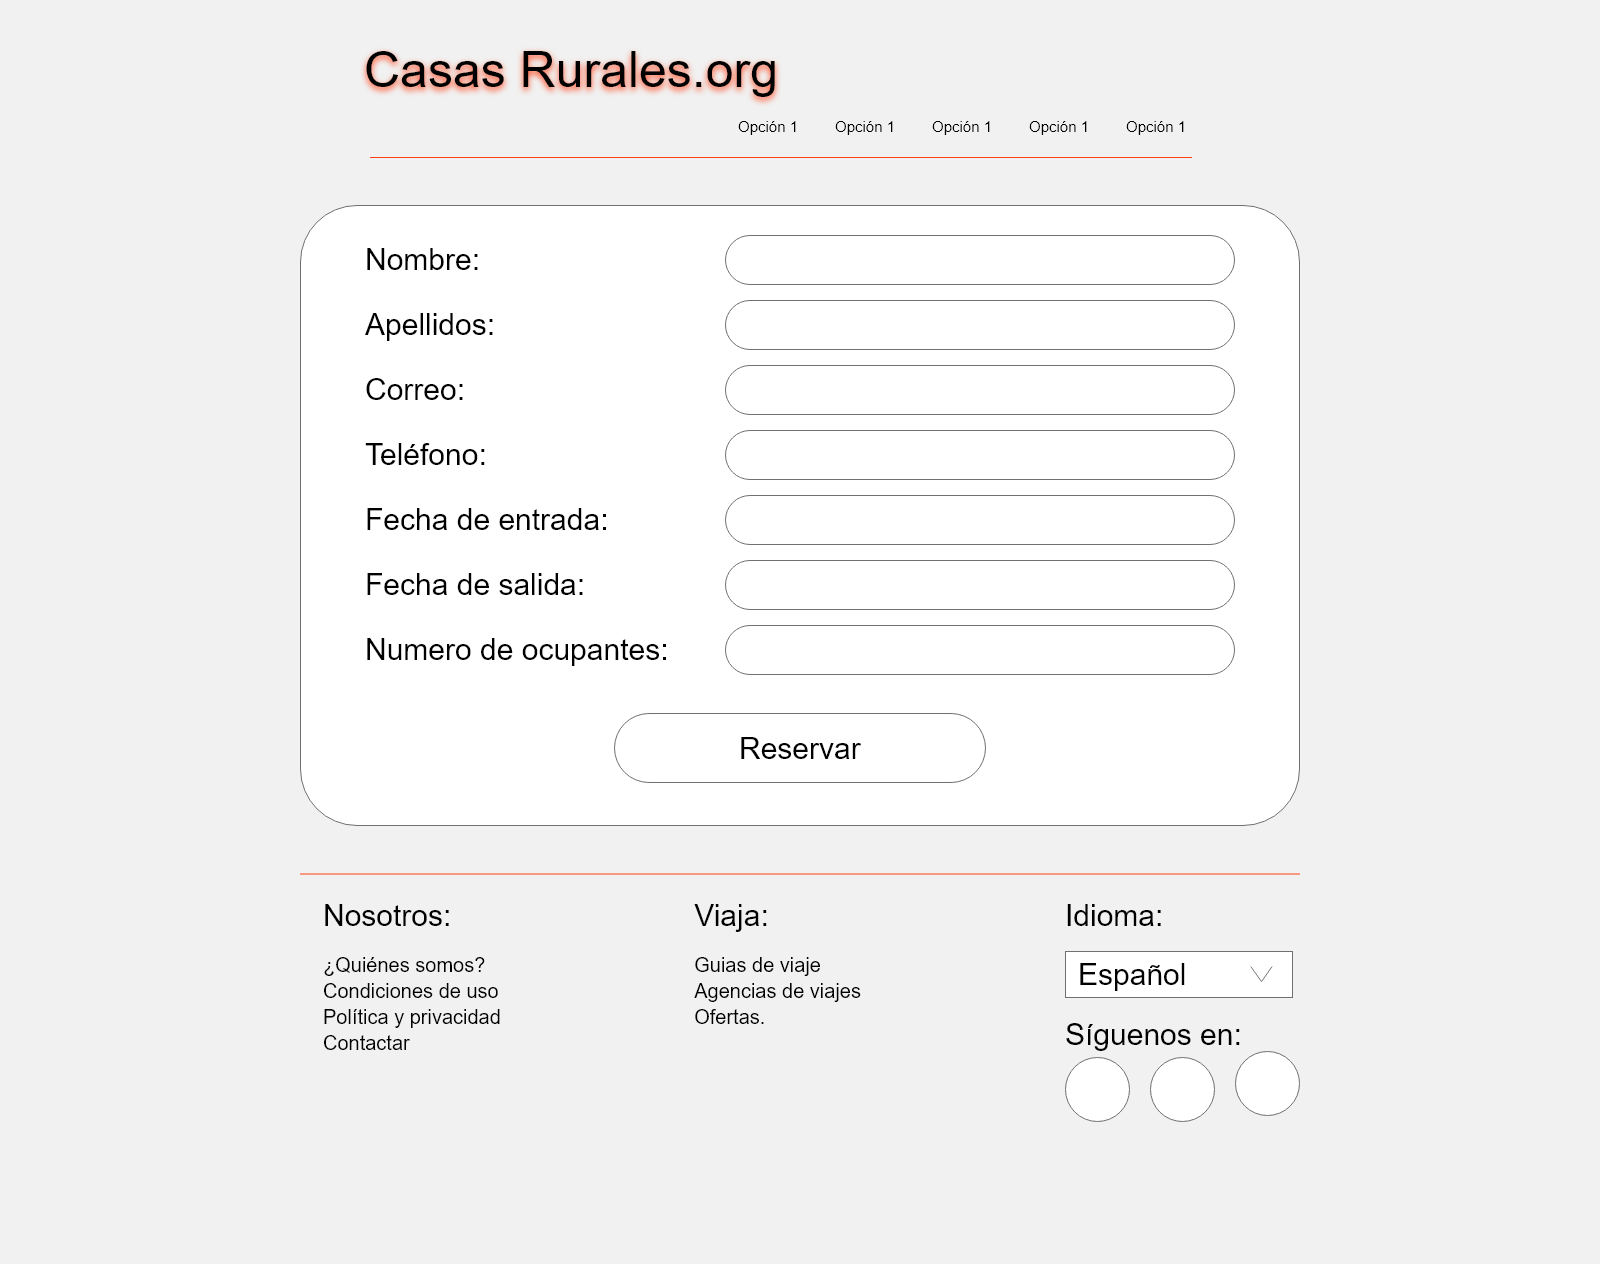 Casas Rurales.org
Opción 1 Opción 1 Opción 1 Opción 1 Opción 1
Nombre:
Apellidos:
Correo:
Teléfono:
Fecha de entrada:
Fecha de salida:
Numero de ocupantes:
Reservar
Nosotros:
¿Quiénes somos?
Condiciones de uso
Política y privacidad
Contactar
Viaja:
Guias de viaje
Agencias de viajes
Ofertas.
Idioma:
Español
Síguenos en: